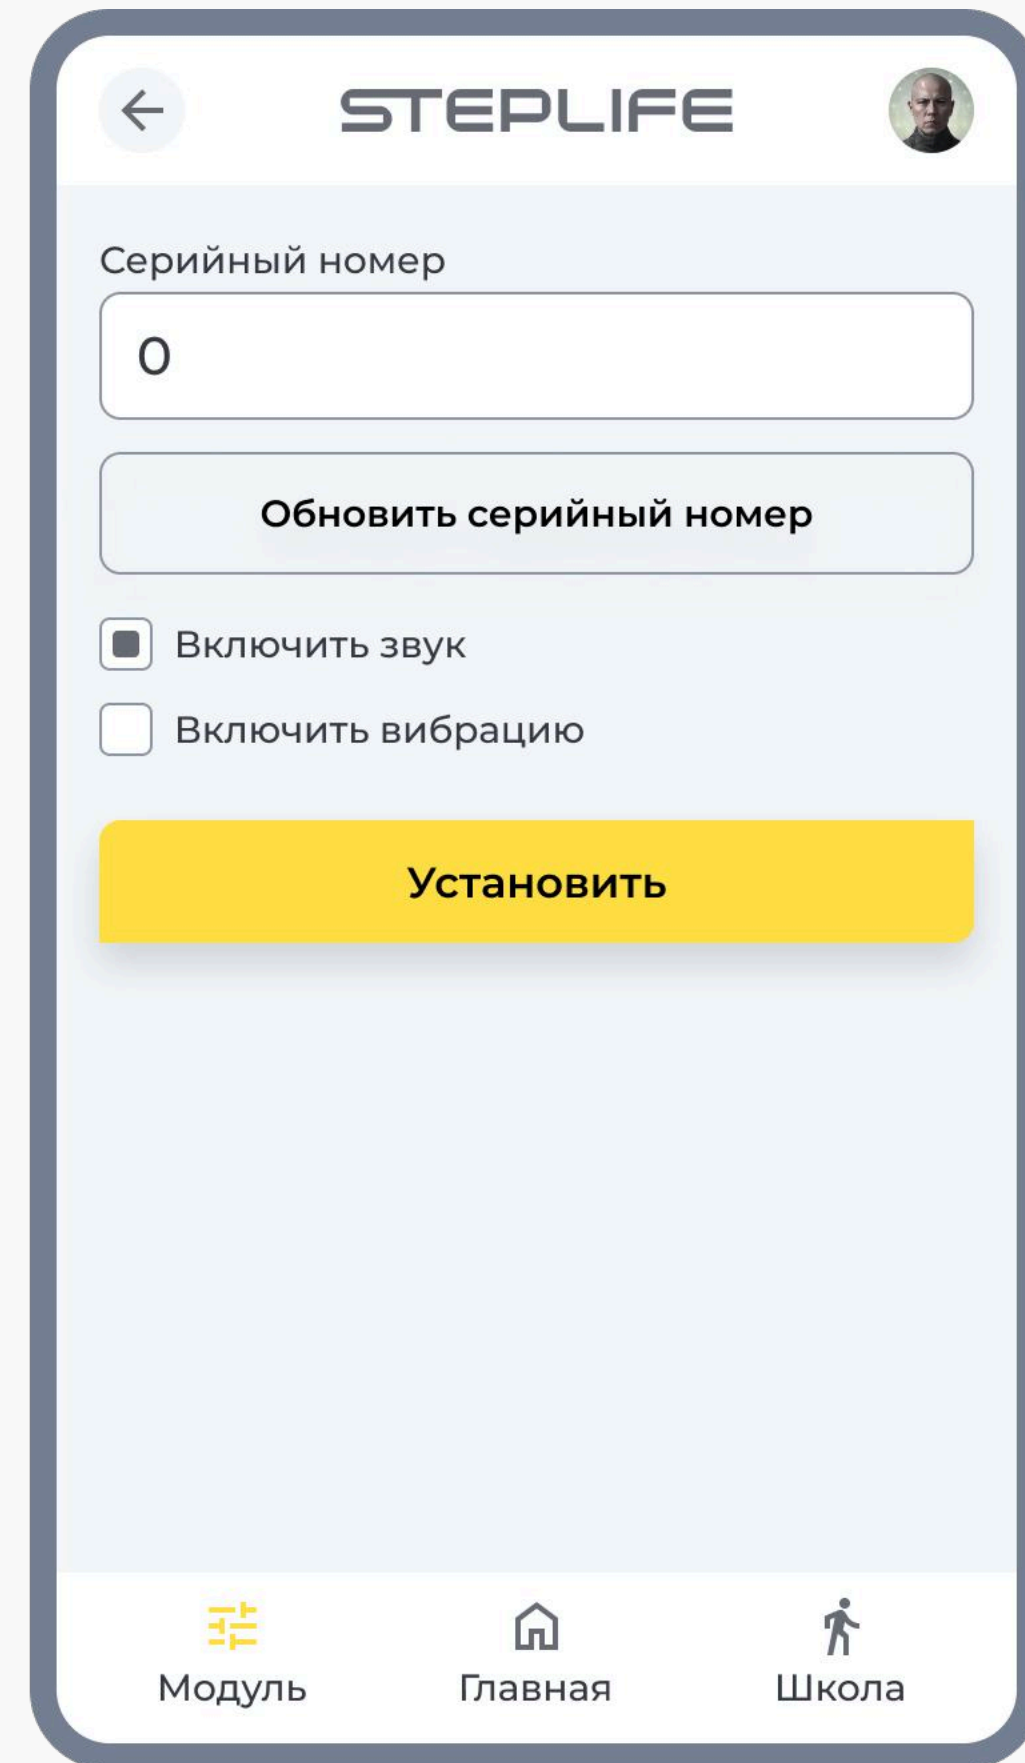 STEPLIFE
Серийный номер
0
Обновить серийный номер
Включить звук
Включить вибрацию
Установить
Модуль Главная Школа